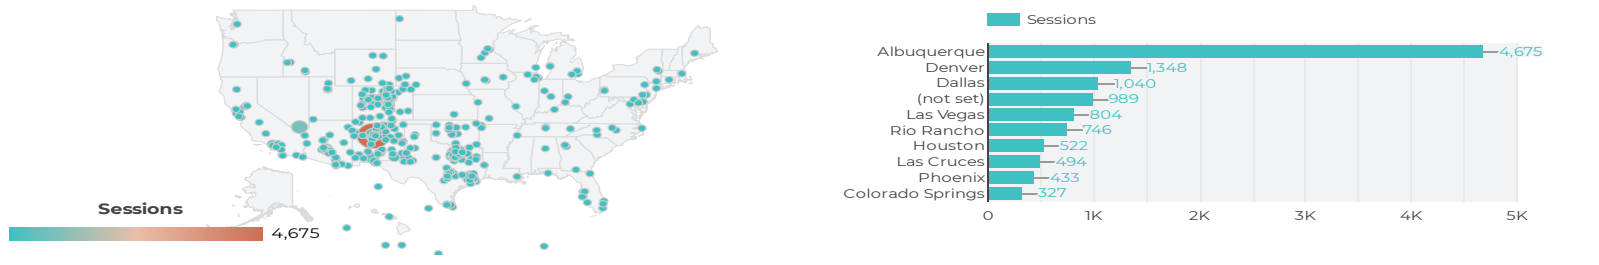 Sessions
4,675
Sessions
Albuquerque 4,675
Denver 1,348
Dallas 1,040
(not set) 989
Las Vegas 804
Rio Rancho 746
Houston 522
Las Cruces 494
Phoenix 433
Colorado Springs 327
0 1K 2K 3K 4K 5K